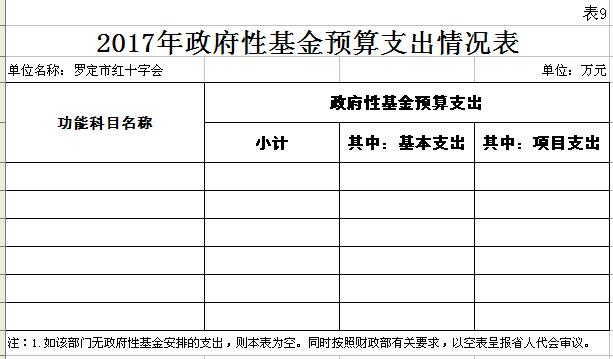 表9
2017年政府性基金预算支出情况表
单位名称：罗定市红十字会 单位：万元
功能科目名称 政府性基金预算支出
小计 其中：基本支出 其中：项目支出
注：1.如该部门无政府性基金安排的支出，则本表为空。同时按照财政部有关要求，以空表呈报省人代会审议。